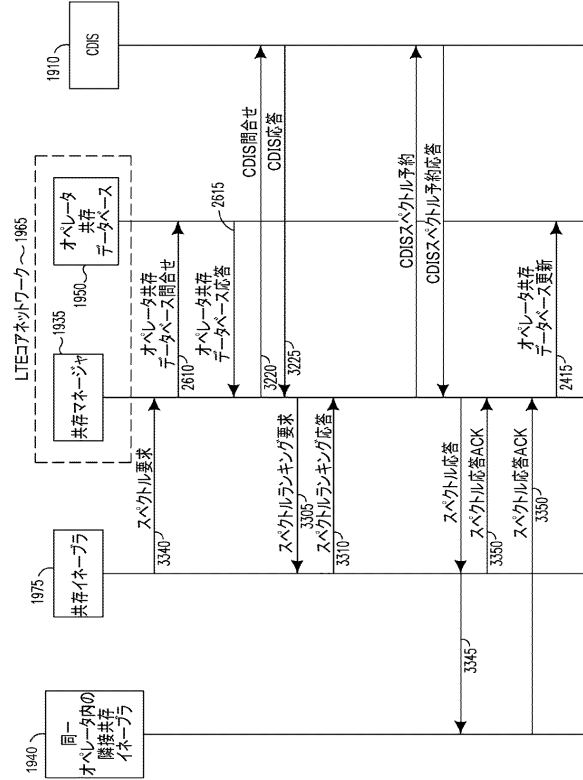 LTEコアネットワーク 1965
1940
同一
オペレータ内の
隣接共存
イネーブラ
1975
共存イネーブラ
1935
共存マネージャ
1950
オペレータ
共存
データベース
1910
CDIS
スペクトル要求
3340
オペレータ共存
データベース問合せ
2610
オペレータ共存
データベース応答
2615
CDIS問合せ
3220
CDIS応答
3225
スペクトルランキング要求
3305
スペクトルランキング応答
3310
CDISスペクトル予約
CDISスペクトル予約応答
スペクトル応答
3345
スペクトル応答ACK
3350
スペクトル応答ACK
3350
オペレータ共存
データベース更新
2415